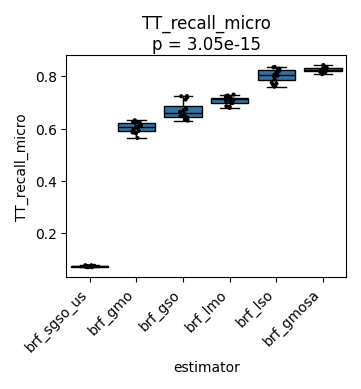 TT_recall_micro
p = 3.05e-15
TT_recall_micro
0.8
0.6
0.4
0.2
brf_sgso_us
brf_gmo
brf_gso
brf_lmo
brf_lso
brf_gmosa
estimator